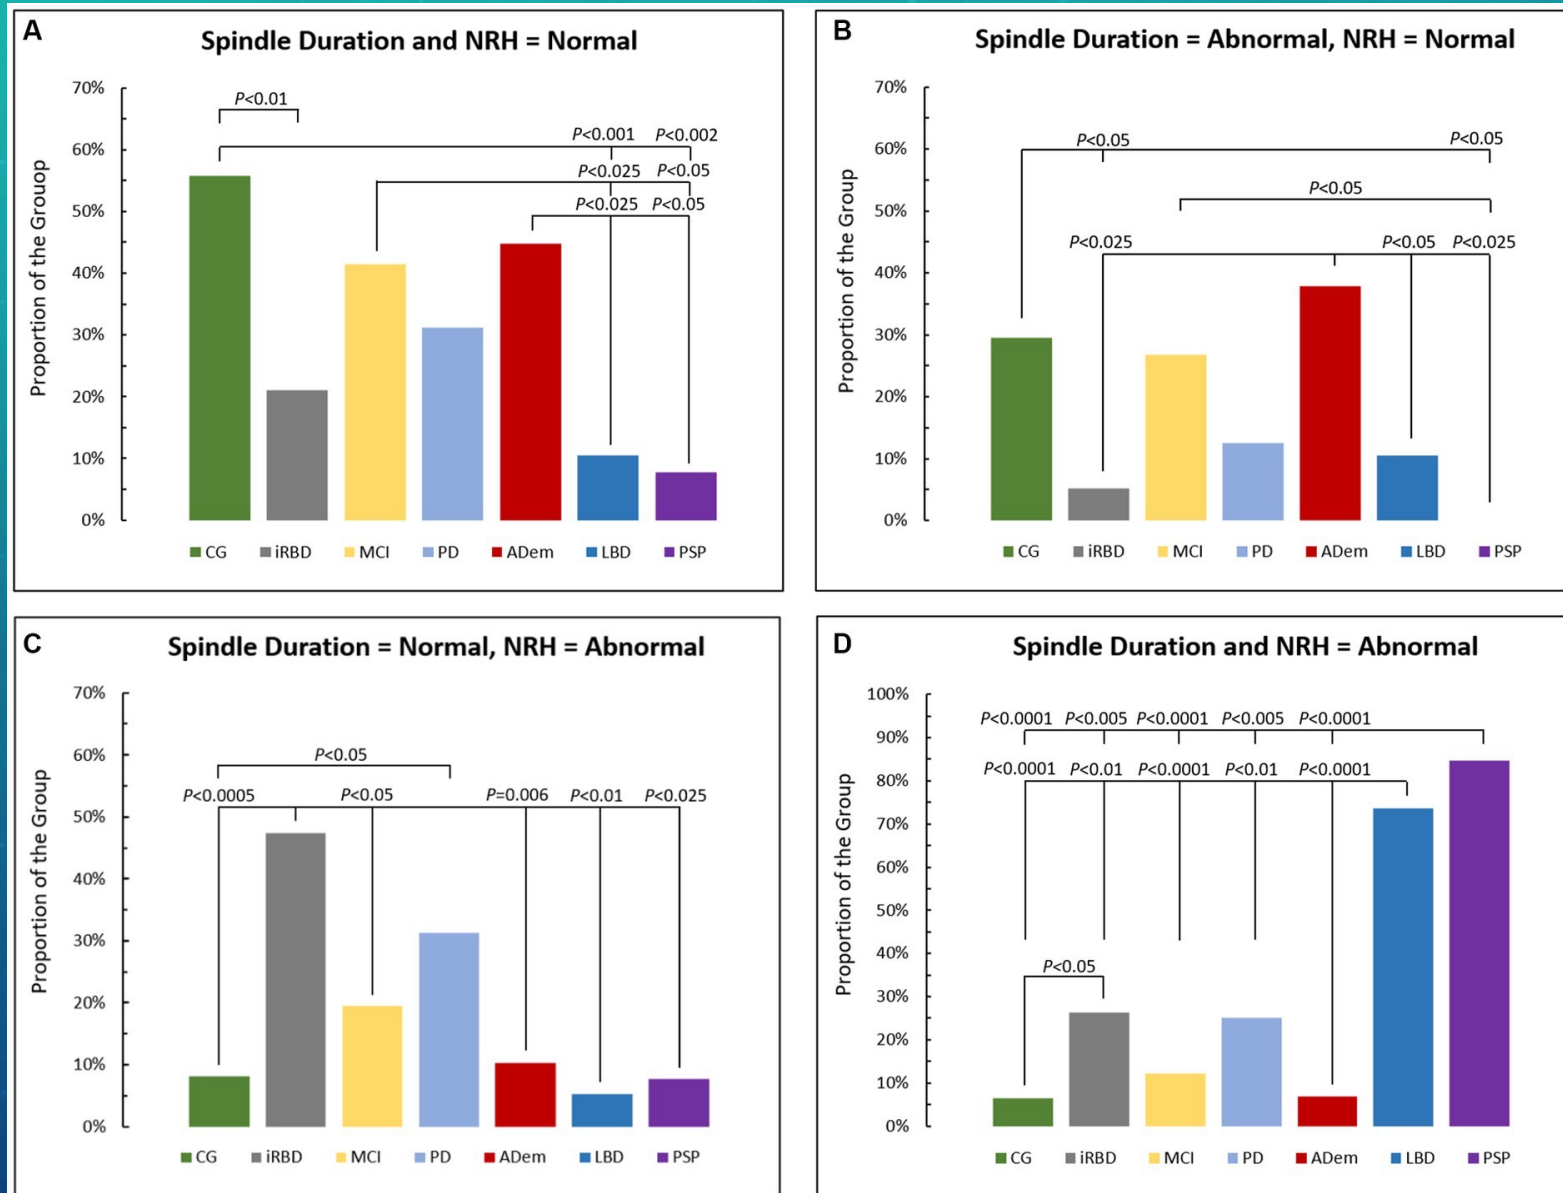 A
Spindle Duration and NRH = Normal
Proportion of the Gruoop
70%
60%
50%
40%
30%
20%
10%
0%
P<0.01
P<0.001 P<0.002
P<0.025 P<0.05
P<0.025 P<0.05
CG iRBD MCI PD ADem LBD PSP
B
Spindle Duration = Abnormal, NRH = Normal
Proportion of the Group
70%
60%
50%
40%
30%
20%
10%
0%
P<0.05 P<0.05
P<0.05
P<0.025 P<0.05 P<0.025
CG iRBD MCI PD ADem LBD PSP
C
Spindle Duration = Normal, NRH = Abnormal
Proportion of the Group
70%
60%
50%
40%
30%
20%
10%
0%
P<0.05
P<0.0005 P<0.05 P=0.006 P<0.01 P<0.025
CG iRBD MCI PD ADem LBD PSP
D
Spindle Duration and NRH = Abnormal
Proportion of the Group
100%
90%
80%
70%
60%
50%
40%
30%
20%
10%
0%
P<0.0001 P<0.005 P<0.0001 P<0.005 P<0.0001
P<0.0001 P<0.01 P<0.0001 P<0.01 P<0.0001
P<0.05
CG iRBD MCI PD ADem LBD PSP